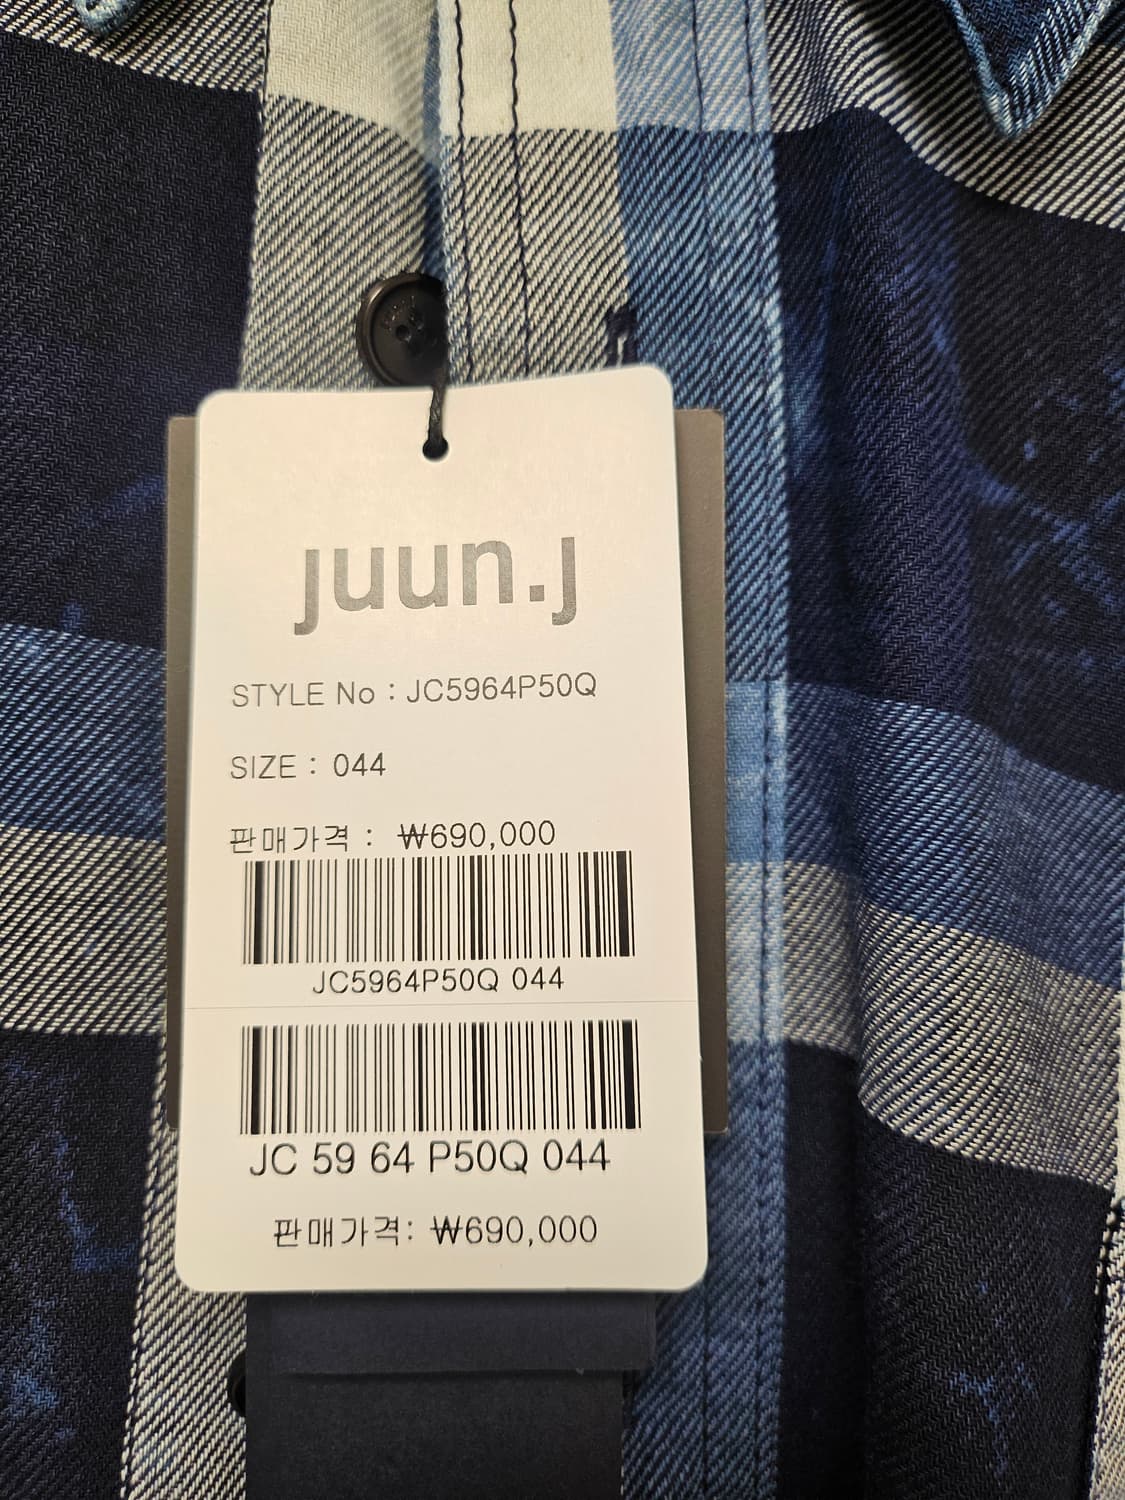 juun.j
STYLE No : JC5964P50Q
SIZE : 044
판매가격 : ₩690,000
JC5964P50Q 044
JC 59 64 P50Q 044
판매가격: ₩690,000